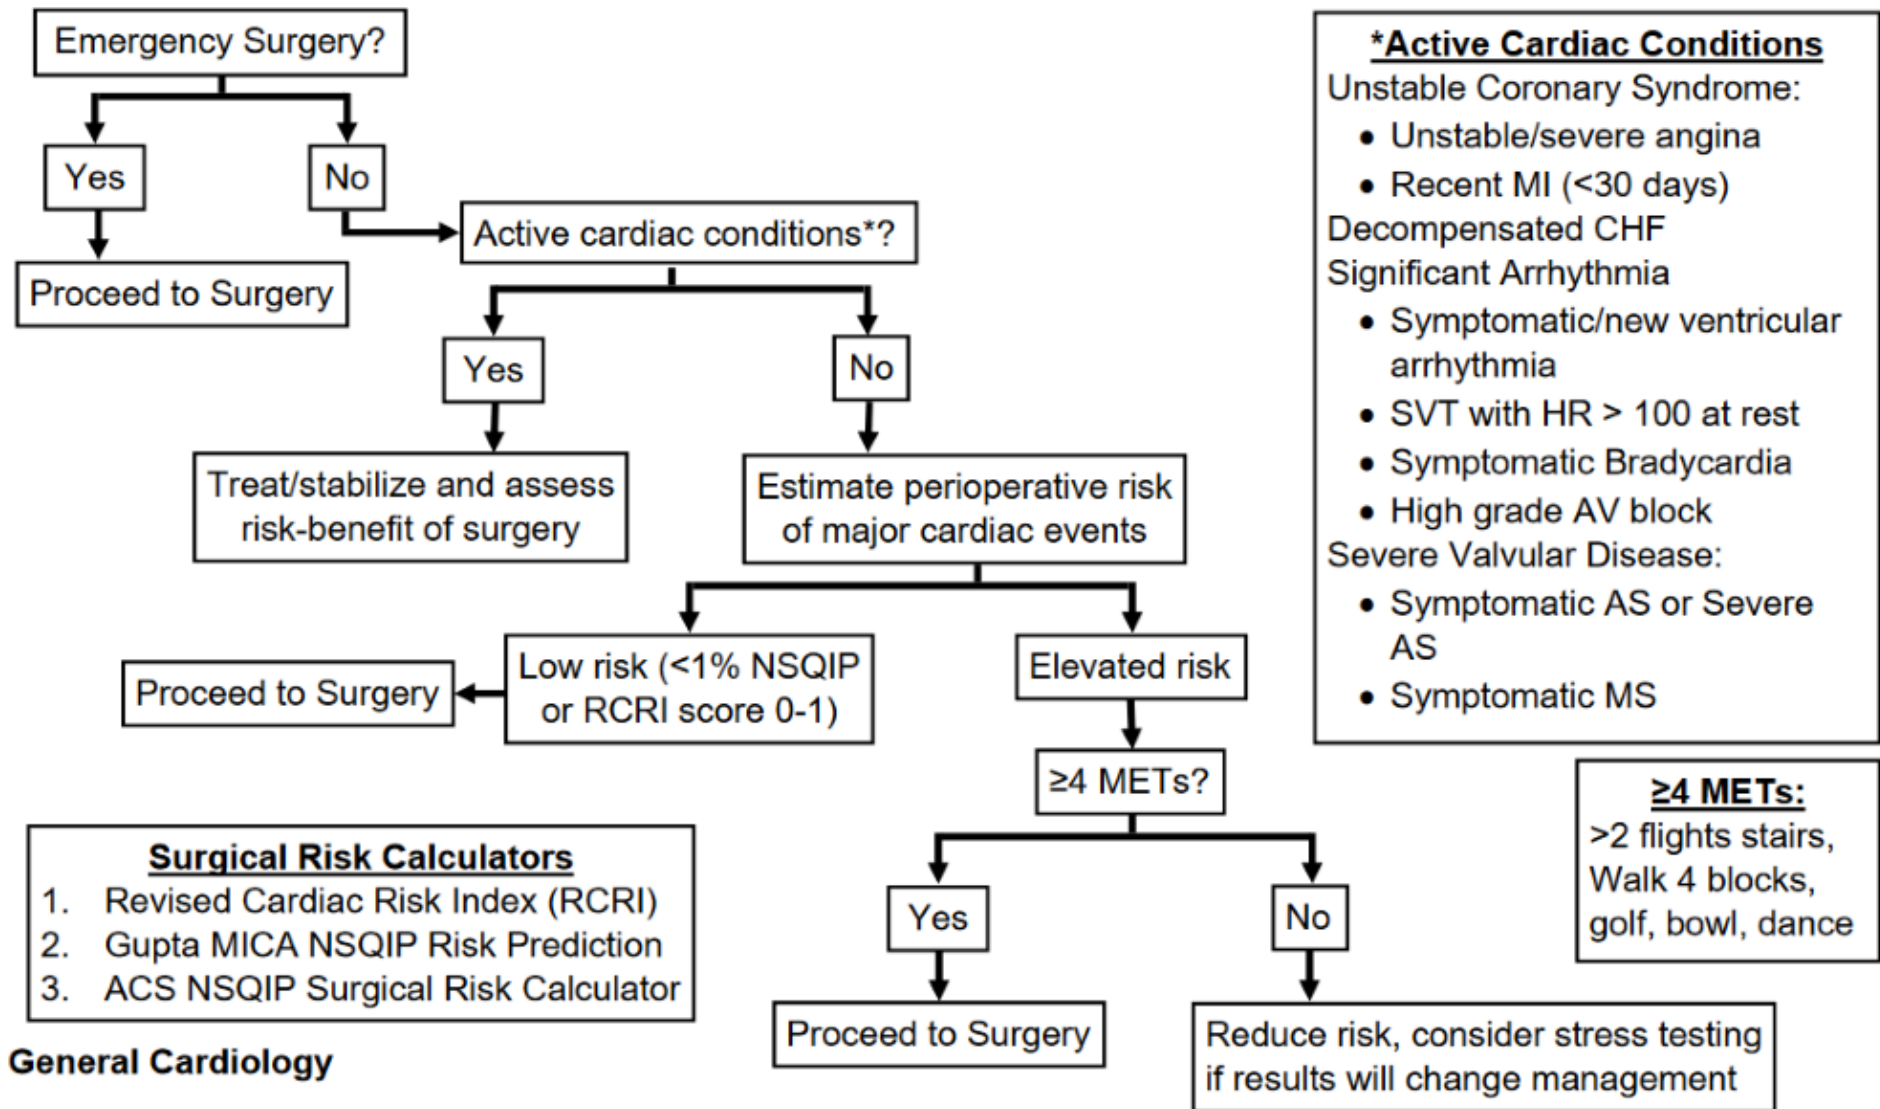 Emergency Surgery?
Yes
No
Proceed to Surgery
Active cardiac conditions*?
Yes
No
Treat/stabilize and assess
risk-benefit of surgery
Estimate perioperative risk
of major cardiac events
Proceed to Surgery
Low risk (<1% NSQIP
or RCRI score 0-1)
Elevated risk
≥4 METs?
Yes
No
Proceed to Surgery
Reduce risk, consider stress testing
if results will change management
*Active Cardiac Conditions
Unstable Coronary Syndrome:
• Unstable/severe angina
• Recent MI (<30 days)
Decompensated CHF
Significant Arrhythmia
• Symptomatic/new ventricular
arrhythmia
• SVT with HR > 100 at rest
• Symptomatic Bradycardia
• High grade AV block
Severe Valvular Disease:
• Symptomatic AS or Severe
AS
• Symptomatic MS
≥4 METs:
>2 flights stairs,
Walk 4 blocks,
golf, bowl, dance
Surgical Risk Calculators
1. Revised Cardiac Risk Index (RCRI)
2. Gupta MICA NSQIP Risk Prediction
3. ACS NSQIP Surgical Risk Calculator
General Cardiology